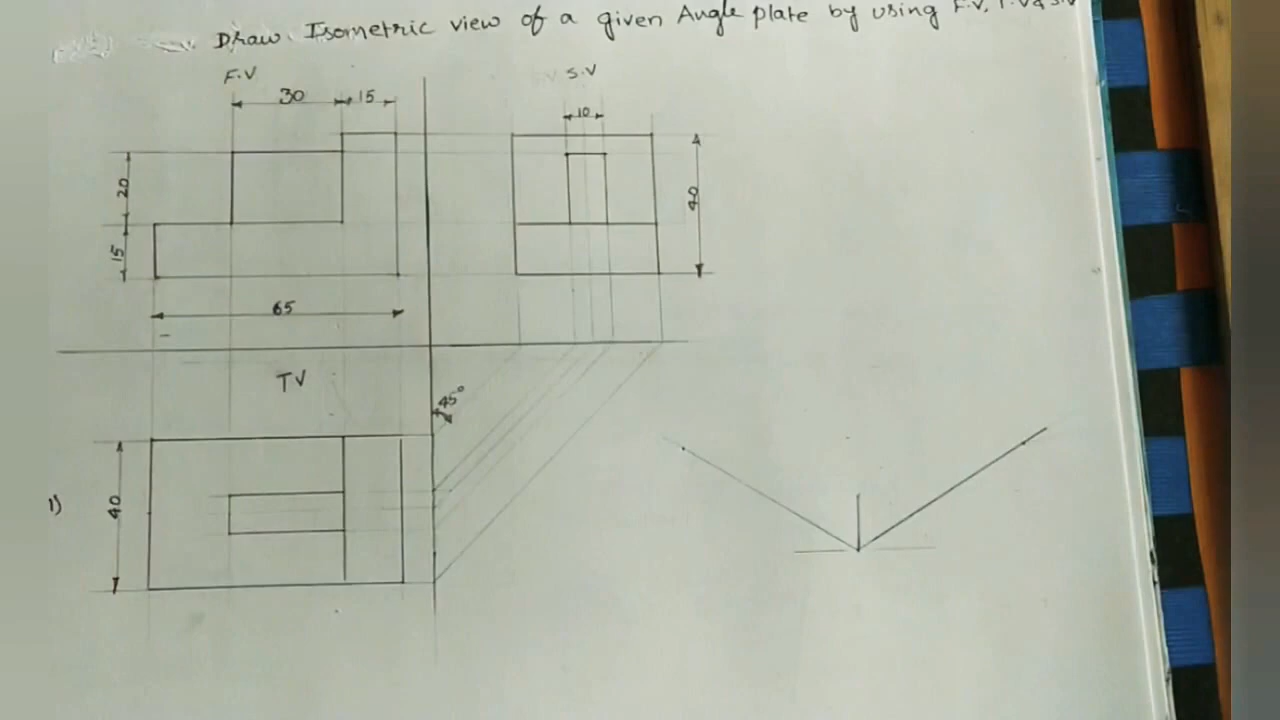 Draw Isometric view of a given Angle plate by using F.V, T.V & S.V
F.V
S.V
30
15
10
20
15
40
65
TV
45°
1)
40